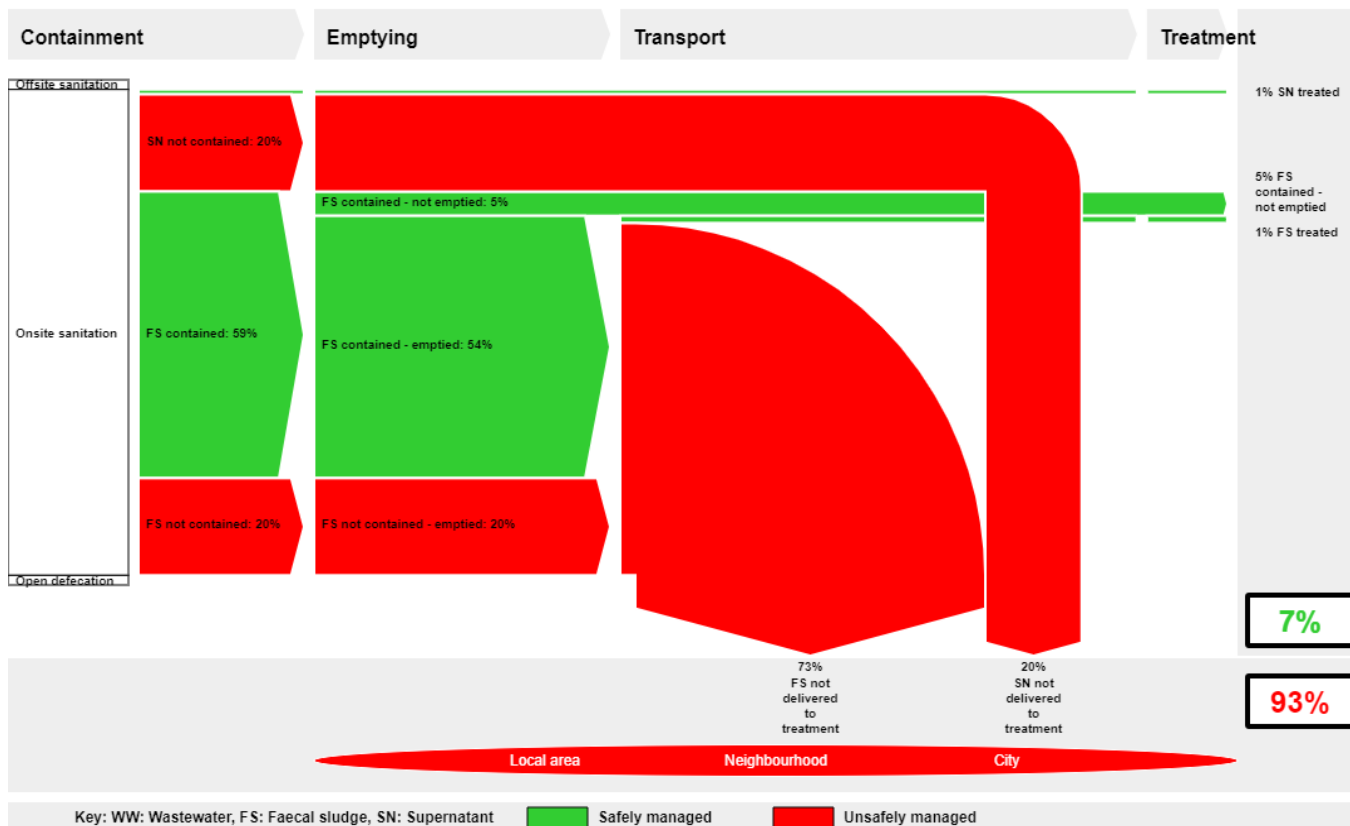 Containment
Emptying
Transport
Treatment
Offsite sanitation
1% SN treated
SN not contained: 20%
5% FS
contained -
not emptied
FS contained - not emptied: 5%
1% FS treated
Onsite sanitation
FS contained: 59%
FS contained - emptied: 54%
FS not contained: 20%
FS not contained - emptied: 20%
Open defecation
7%
73%
FS not
delivered
to
treatment
20%
SN not
delivered
to
treatment
93%
Local area
Neighbourhood
City
Key: WW: Wastewater, FS: Faecal sludge, SN: Supernatant
Safely managed
Unsafely managed